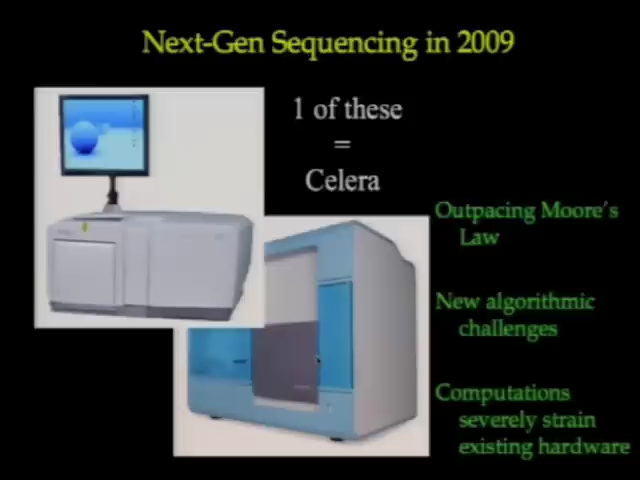 Next-Gen Sequencing in 2009
1 of these
=
Celera
Outpacing Moore's
Law
New algorithmic
challenges
Computations
severely strain
existing hardware